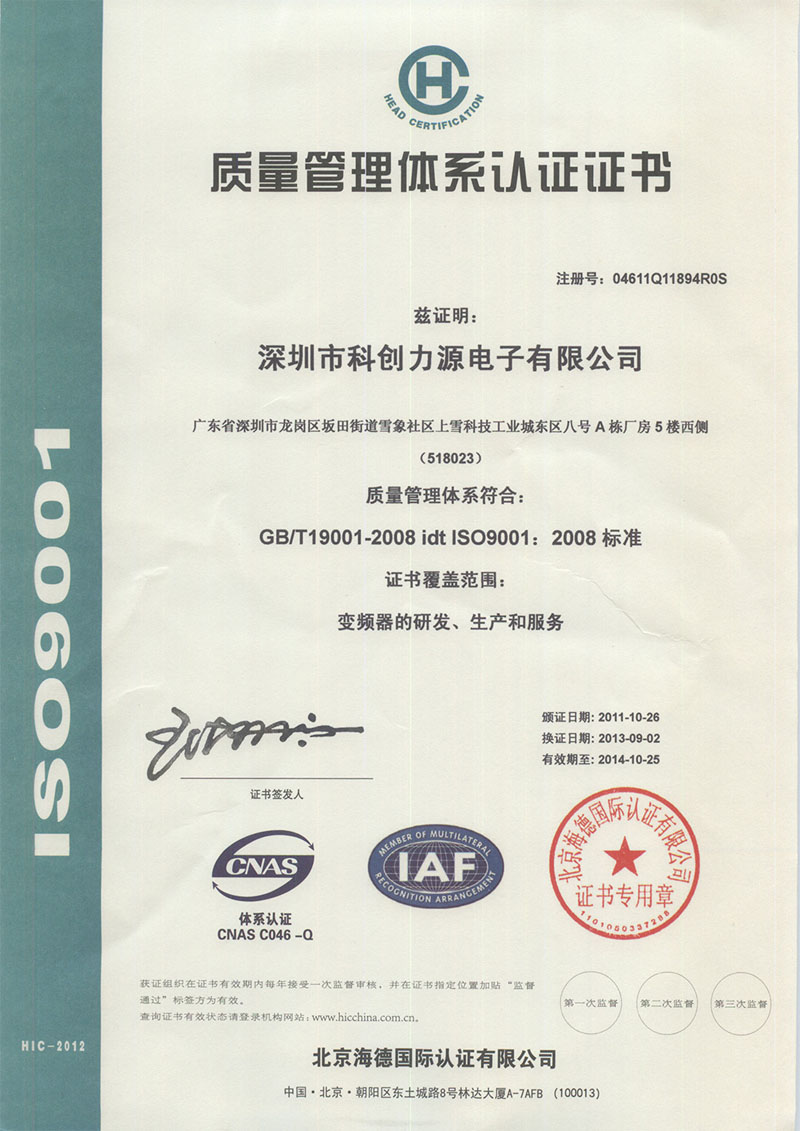 HEAD CERTIFICATION
质量管理体系认证证书
注册号：04611Q11894R0S
兹证明：
深圳市科创力源电子有限公司
广东省深圳市龙岗区坂田街道雪象社区上雪科技工业城东区八号 A 栋厂房 5 楼西侧
（518023）
质量管理体系符合：
GB/T19001-2008 idt ISO9001：2008 标准
证书覆盖范围：
变频器的研发、生产和服务
ISO9001
颁证日期: 2011-10-26
换证日期: 2013-09-02
有效期至: 2014-10-25
证书签发人
CNAS
体系认证
CNAS C046 -Q
MEMBER OF MULTILATERAL
IAF
RECOGNITION ARRANGEMENT
北京海德国际认证有限公司
证书专用章
1101050337288
获证组织在证书有效期内每年接受一次监督审核，并在证书指定位置加贴“监督
通过”标签方为有效。
查询证书有效状态请登录机构网站：www.hicchina.com.cn。
第一次监督
第二次监督
第三次监督
HIC-2012
北京海德国际认证有限公司
中国·北京·朝阳区东土城路8号林达大厦A-7AFB （100013）